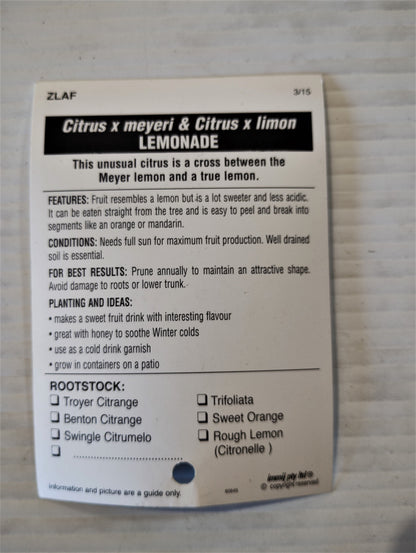 ZLAF 3/15
Citrus x meyeri & Citrus x limon
LEMONADE
This unusual citrus is a cross between the
Meyer lemon and a true lemon.
FEATURES: Fruit resembles a lemon but is a lot sweeter and less acidic.
It can be eaten straight from the tree and is easy to peel and break into
segments like an orange or mandarin.
CONDITIONS: Needs full sun for maximum fruit production. Well drained
soil is essential.
FOR BEST RESULTS: Prune annually to maintain an attractive shape.
Avoid damage to roots or lower trunk.
PLANTING AND IDEAS:
• makes a sweet fruit drink with interesting flavour
• great with honey to soothe Winter colds
• use as a cold drink garnish
• grow in containers on a patio
ROOTSTOCK:
❑ Troyer Citrange
❑ Benton Citrange
❑ Swingle Citrumelo
❑ ..................................
❑ Trifoliata
❑ Sweet Orange
❑ Rough Lemon
(Citronelle )
information and picture are a guide only.
pty ltd®
© copyright reserved